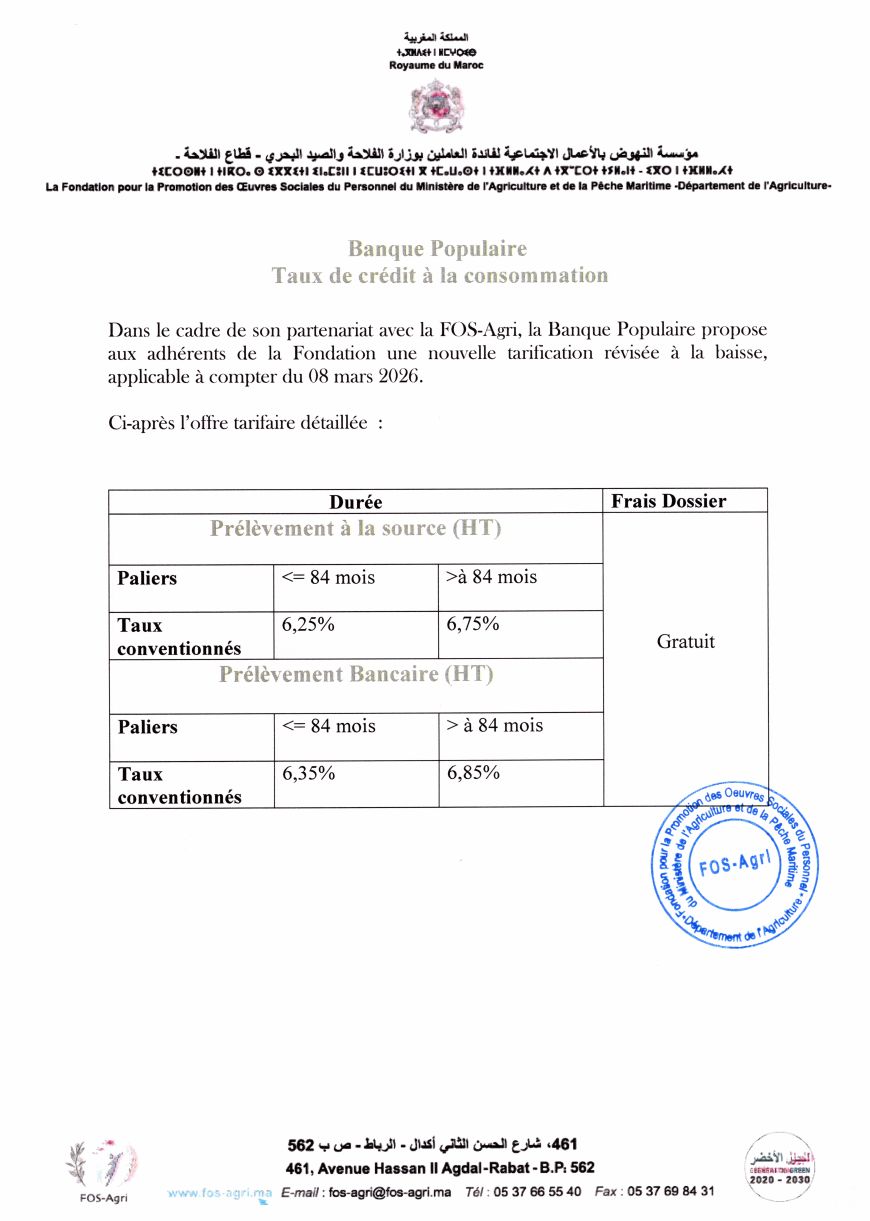 المملكة المغربية
ⵜⴰⴳⵍⴷⵉⵜ ⵏ ⵍⵎⵖⵔⵉⴱ
Royaume du Maroc
مؤسسة النهوض بالأعمال الاجتماعية لفائدة العاملين بوزارة الفلاحة والصيد البحري - قطاع الفلاحة -
La Fondation pour la Promotion des Œuvres Sociales du Personnel du Ministère de l'Agriculture et de la Pêche Maritime -Département de l'Agriculture-
Banque Populaire
Taux de crédit à la consommation
Dans le cadre de son partenariat avec la FOS-Agri, la Banque Populaire propose
aux adhérents de la Fondation une nouvelle tarification révisée à la baisse,
applicable à compter du 08 mars 2026.
Ci-après l'offre tarifaire détaillée :
Durée Frais Dossier
Prélèvement à la source (HT)
Paliers <= 84 mois >à 84 mois
Taux conventionnés 6,25% 6,75%
Gratuit
Prélèvement Bancaire (HT)
Paliers <= 84 mois > à 84 mois
Taux conventionnés 6,35% 6,85%
Fondation pour la Promotion des Oeuvres Sociales du Personnel
du Ministère de l'Agriculture et de la Pêche Maritime
Département de l'Agriculture
FOS-Agri
461، شارع الحسن الثاني أكدال - الرباط - ص ب 562
461, Avenue Hassan II Agdal-Rabat - B.P: 562
FOS-Agri
www.fos-agri.ma E-mail : fos-agri@fos-agri.ma Tél : 05 37 66 55 40 Fax : 05 37 69 84 31
الجيل الأخضر
GENERATION GREEN
2020 - 2030